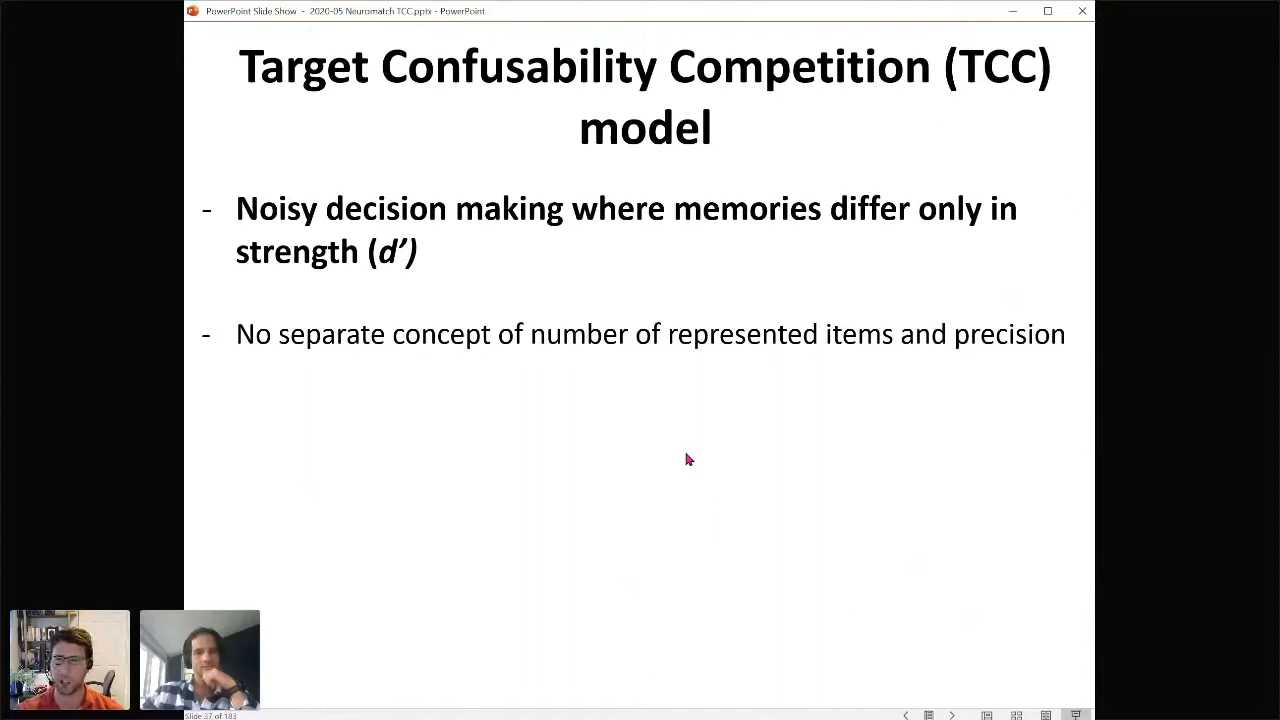 PowerPoint Slide Show - 2020-05 Neuromatch TCC.pptx - PowerPoint
Target Confusability Competition (TCC)
model
- Noisy decision making where memories differ only in
strength (d’)
- No separate concept of number of represented items and precision
Slide 37 of 183